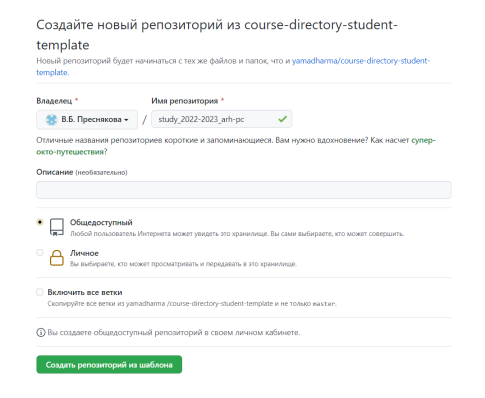 Создайте новый репозиторий из course-directory-student-
template
Новый репозиторий будет начинаться с тех же файлов и папок, что и yamadharma/course-directory-student-
template.
Владелец * Имя репозитория *
В.Б. Преснякова / study_2022-2023_arh-pc
Отличные названия репозиториев короткие и запоминающиеся. Вам нужно вдохновение? Как насчет супер-
окто-путешествия?
Описание (необязательно)
Общедоступный
Любой пользователь Интернета может увидеть это хранилище. Вы сами выбираете, кто может совершить.
Личное
Вы выбираете, кто может просматривать и передавать в это хранилище.
Включить все ветки
Скопируйте все ветки из yamadharma /course-directory-student-template и не только master.
Вы создаете общедоступный репозиторий в своем личном кабинете.
Создать репозиторий из шаблона